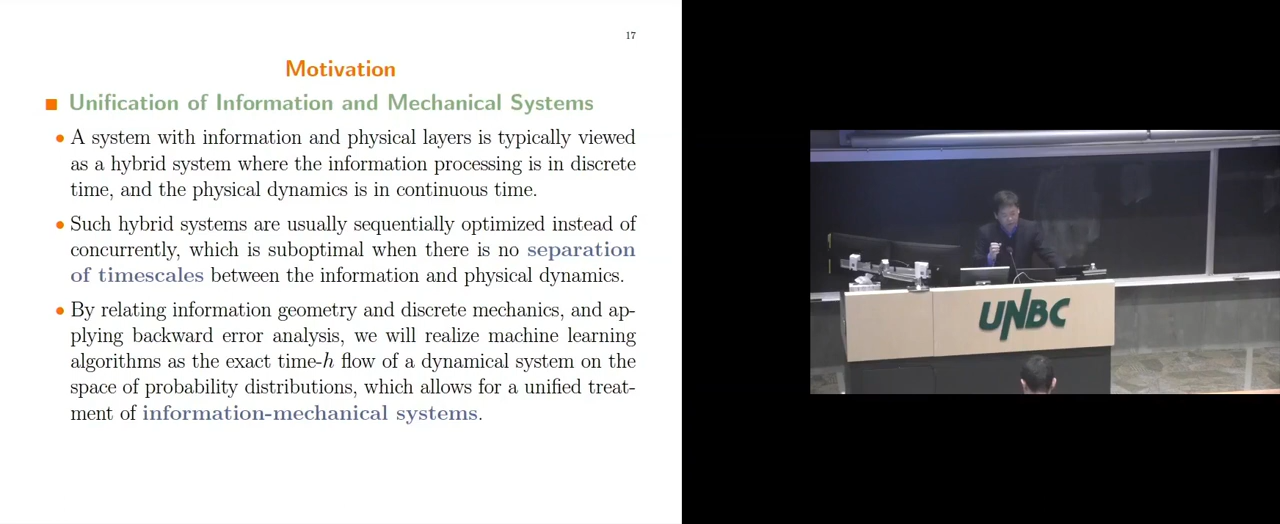 17
Motivation
Unification of Information and Mechanical Systems
• A system with information and physical layers is typically viewed
as a hybrid system where the information processing is in discrete
time, and the physical dynamics is in continuous time.
• Such hybrid systems are usually sequentially optimized instead of
concurrently, which is suboptimal when there is no separation
of timescales between the information and physical dynamics.
• By relating information geometry and discrete mechanics, and ap-
plying backward error analysis, we will realize machine learning
algorithms as the exact time-h flow of a dynamical system on the
space of probability distributions, which allows for a unified treat-
ment of information-mechanical systems.
UNBC